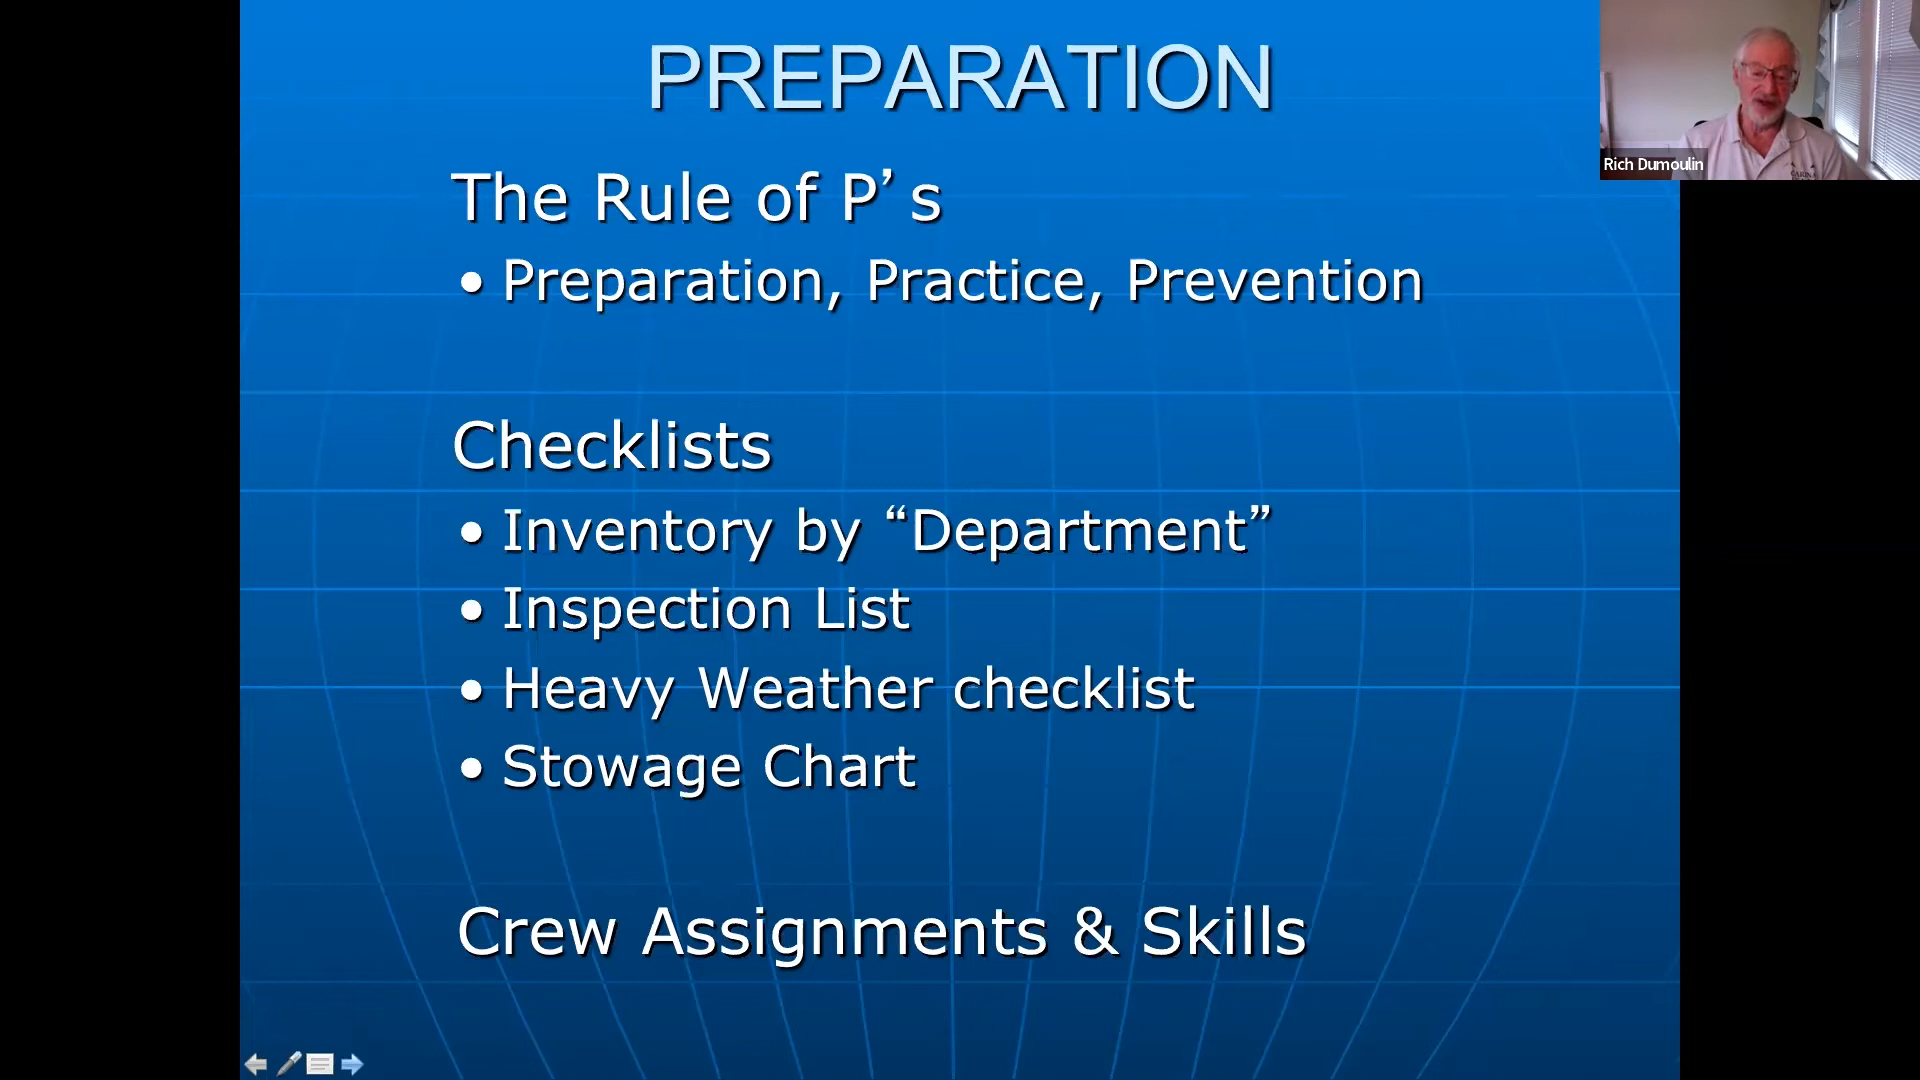 PREPARATION
The Rule of P’s
• Preparation, Practice, Prevention
Checklists
• Inventory by “Department”
• Inspection List
• Heavy Weather checklist
• Stowage Chart
Crew Assignments & Skills
Rich Dumoulin
CARINA